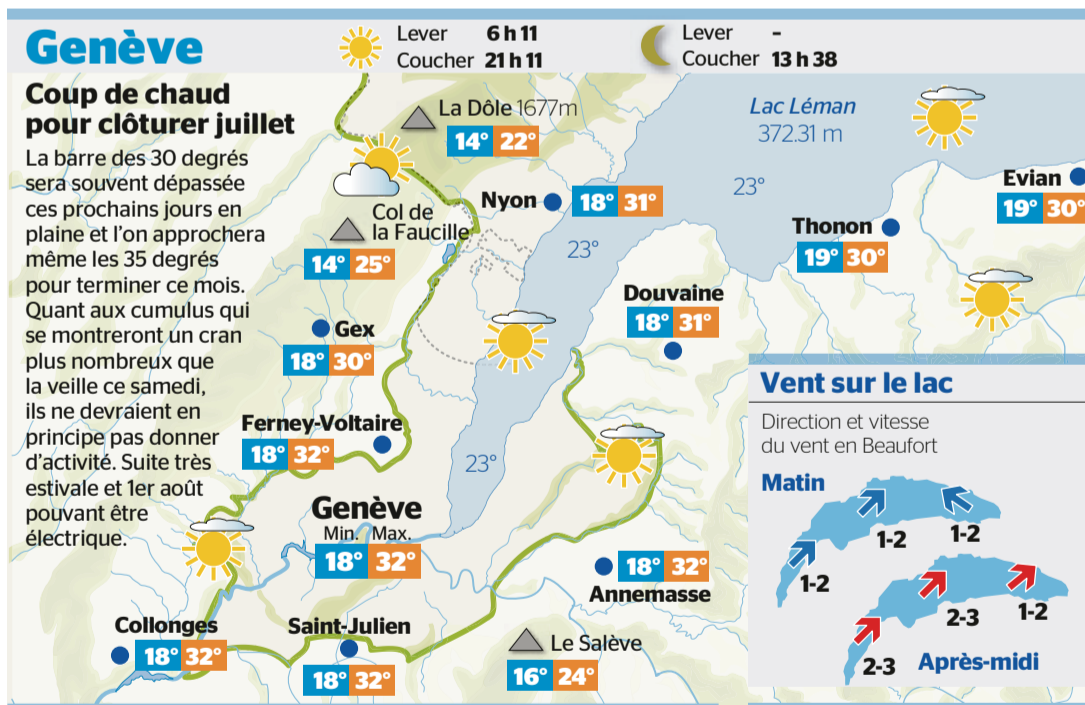 Genève
Lever 6 h 11
Coucher 21 h 11
Lever -
Coucher 13 h 38
Coup de chaud
pour clôturer juillet
La barre des 30 degrés
sera souvent dépassée
ces prochains jours en
plaine et l'on approchera
même les 35 degrés
pour terminer ce mois.
Quant aux cumulus qui
se montreront un cran
plus nombreux que
la veille ce samedi,
ils ne devraient en
principe pas donner
d'activité. Suite très
estivale et 1er août
pouvant être
électrique.
La Dôle 1677m
14° 22°
Lac Léman
372.31 m
Nyon 18° 31°
23°
Evian
19° 30°
Col de
la Faucille
14° 25°
23°
Thonon
19° 30°
Douvaine
18° 31°
Gex
18° 30°
Ferney-Voltaire
18° 32°
23°
Genève
Min. Max.
18° 32°
18° 32°
Annemasse
Collonges
18° 32°
Saint-Julien
18° 32°
Le Salève
16° 24°
Vent sur le lac
Direction et vitesse
du vent en Beaufort
Matin
1-2
1-2
1-2
2-3
1-2
2-3
Après-midi